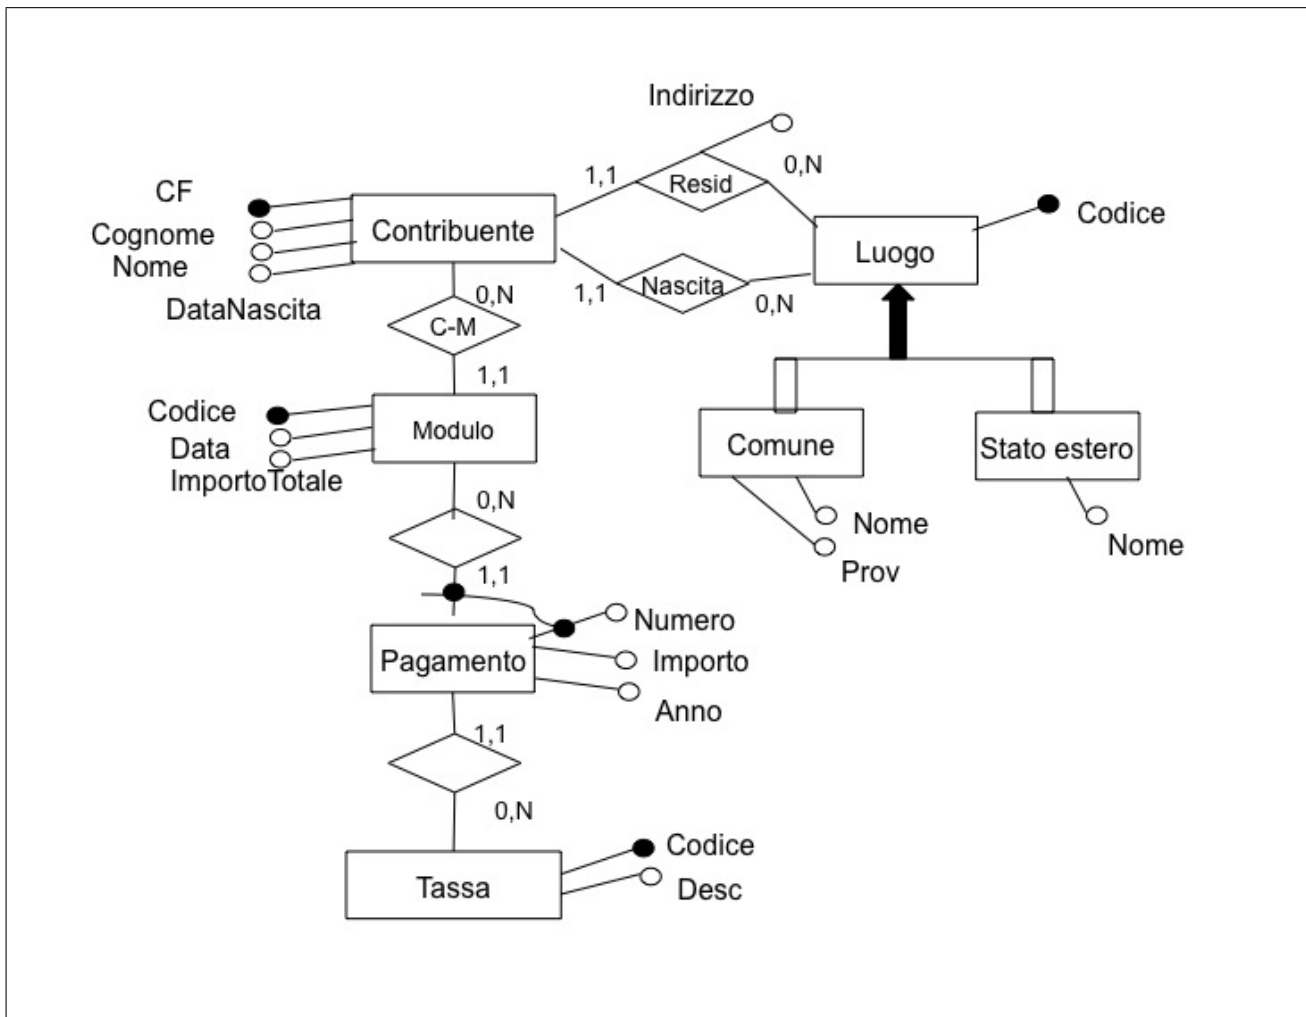 Indirizzo
1,1
0,N
Resid
CF
Cognome
Nome
DataNascita
Contribuente
Codice
Luogo
Nascita
1,1
0,N
0,N
C-M
1,1
Codice
Data
ImportoTotale
Modulo
Comune
Stato estero
Nome
Prov
Nome
0,N
1,1
Numero
Pagamento
Importo
Anno
1,1
0,N
Codice
Tassa
Desc